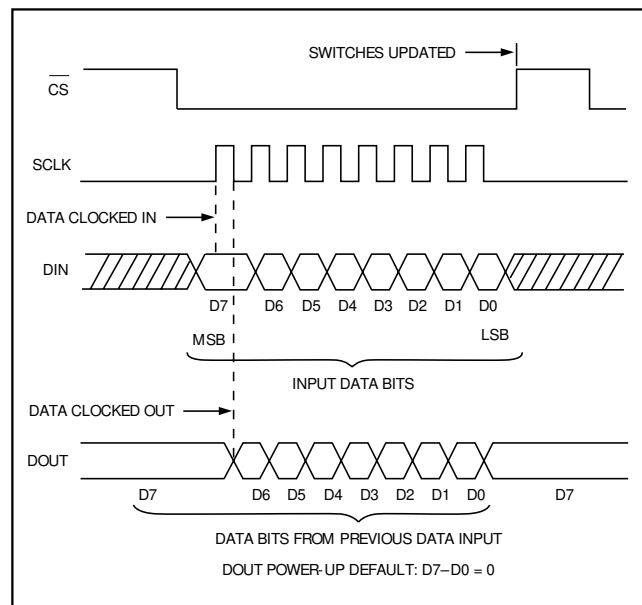 SWITCHES UPDATED
CS
SCLK
DATA CLOCKED IN
DIN
D7 D6 D5 D4 D3 D2 D1 D0
MSB LSB
INPUT DATA BITS
DATA CLOCKED OUT
DOUT
D7 D6 D5 D4 D3 D2 D1 D0 D7
DATA BITS FROM PREVIOUS DATA INPUT
DOUT POWER-UP DEFAULT: D7–D0 = 0